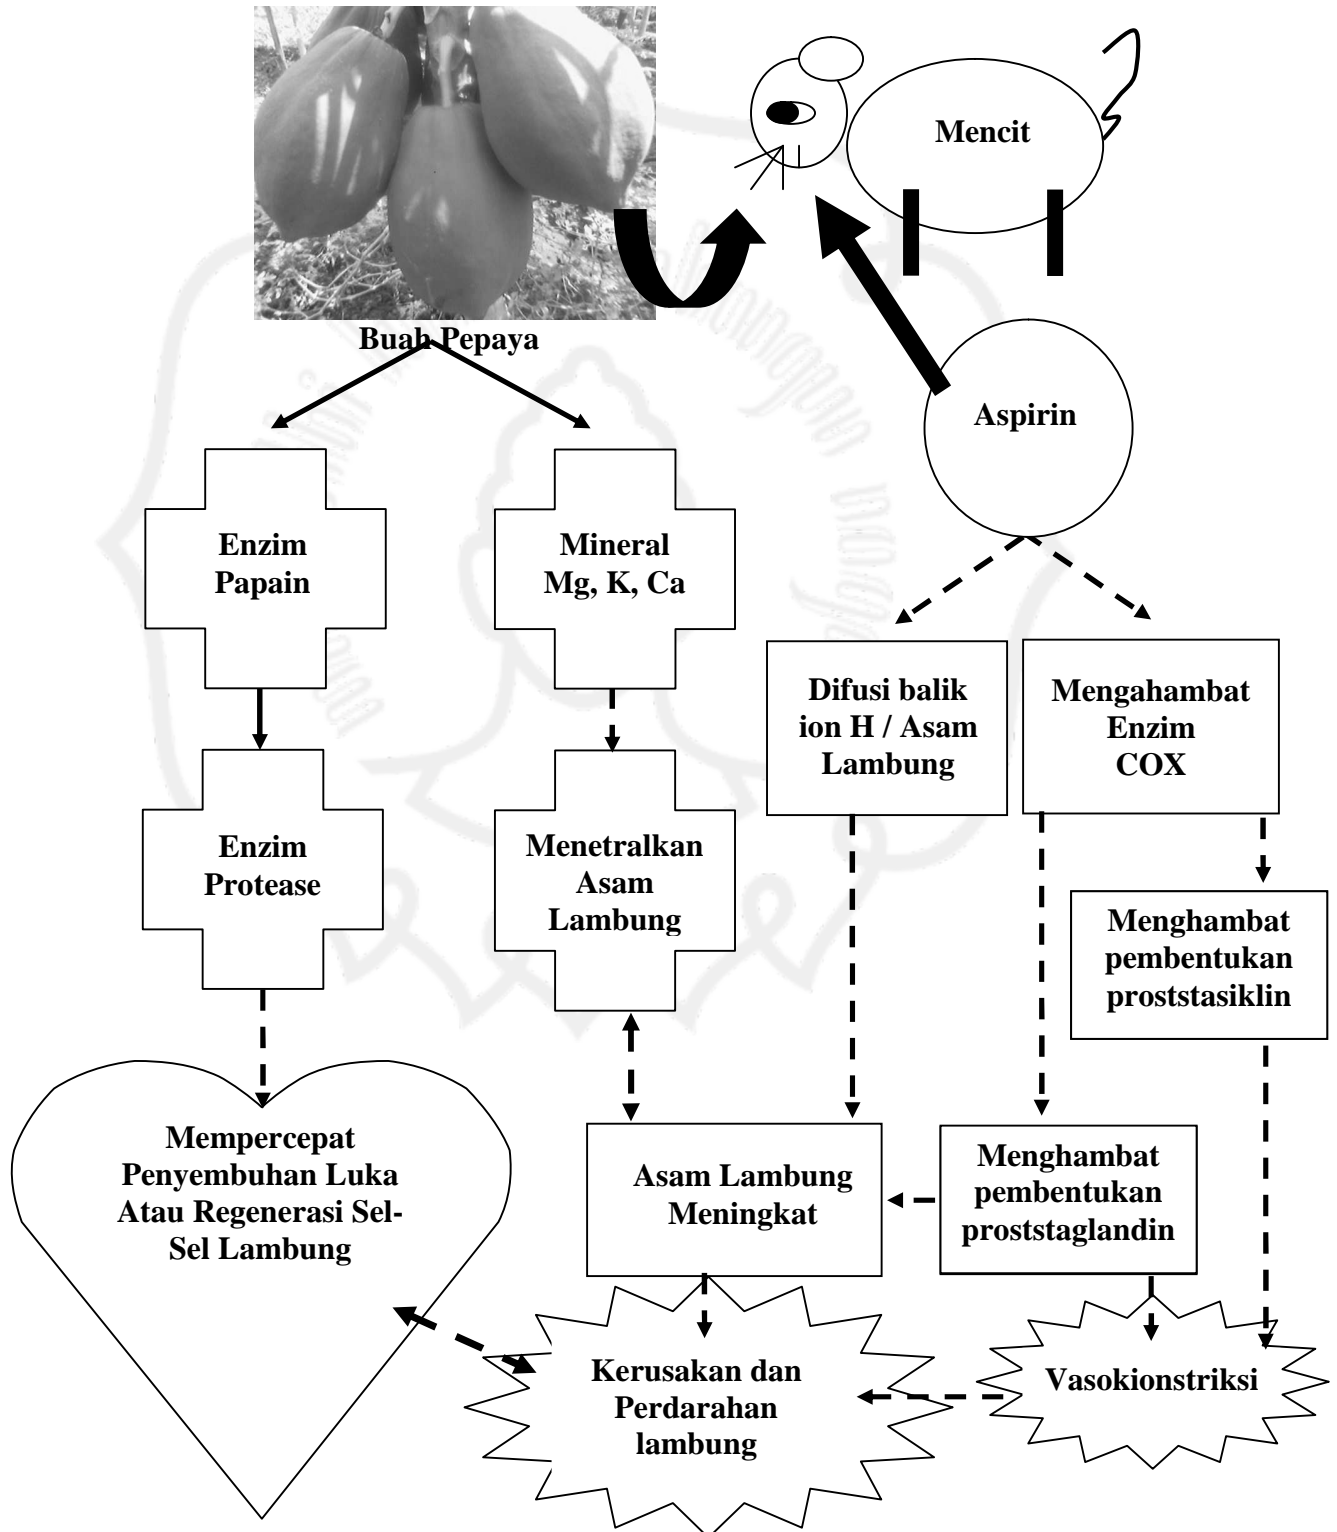 Mencit
Buah Pepaya
Aspirin
Enzim
Papain
Mineral
Mg, K, Ca
Difusi balik
ion H / Asam
Lambung
Mengahambat
Enzim
COX
Enzim
Protease
Menetralkan
Asam
Lambung
Menghambat
pembentukan
proststasiklin
Mempercepat
Penyembuhan Luka
Atau Regenerasi Sel-
Sel Lambung
Asam Lambung
Meningkat
Menghambat
pembentukan
proststaglandin
Kerusakan dan
Perdarahan
lambung
Vasokionstriksi